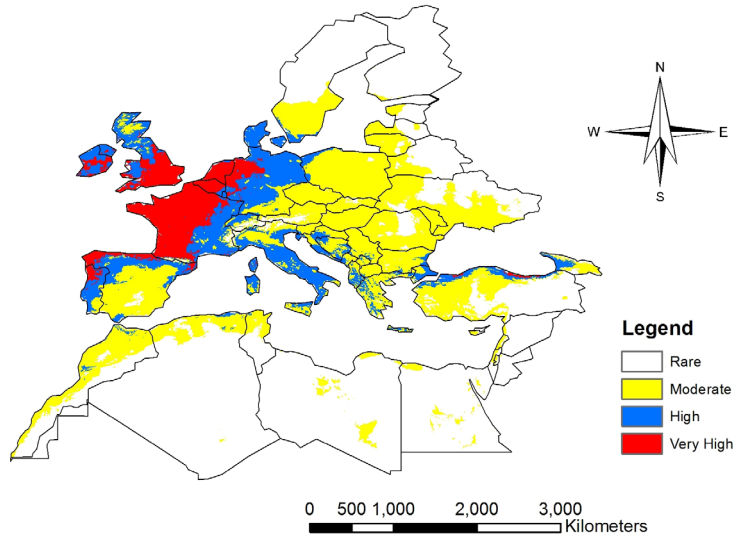 N
W E
S
Legend
Rare
Moderate
High
Very High
0 500 1,000 2,000 3,000
Kilometers